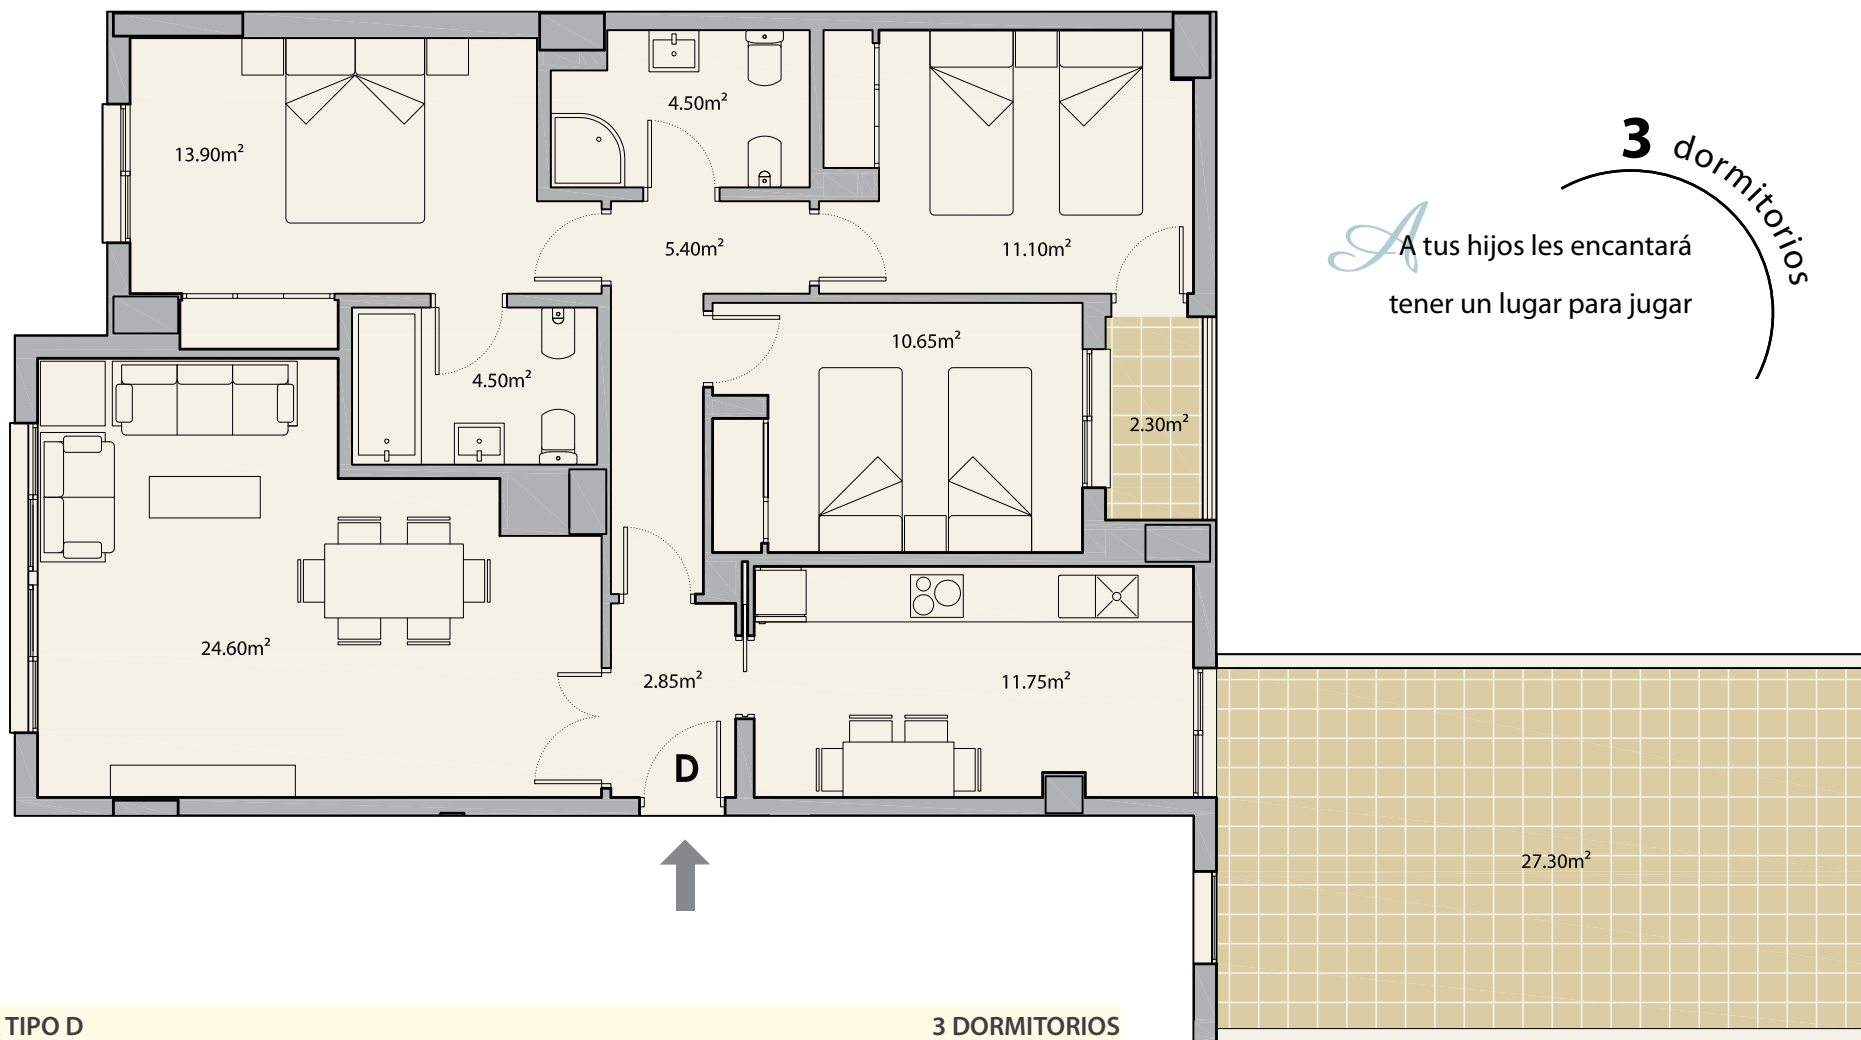 4.50m²
13.90m²
5.40m²
11.10m²
3 dormitorios
A A tus hijos les encantará
tener un lugar para jugar
10.65m²
4.50m²
2.30m²
24.60m²
2.85m²
11.75m²
D
27.30m²
TIPO D
3 DORMITORIOS